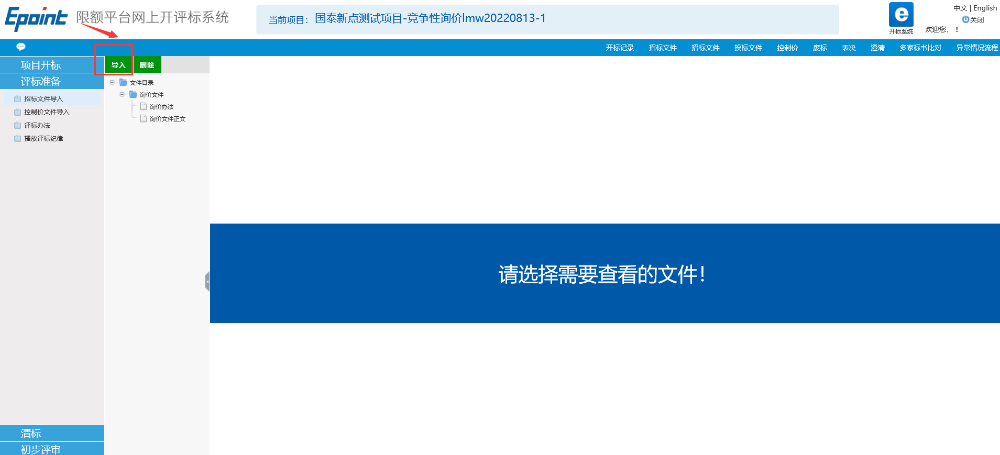 Epoint 限额平台网上开评标系统
当前项目： 国泰新点测试项目-竞争性询价lmw20220813-1
e
开标系统
中文 | English
关闭
欢迎您， ！
开标记录 招标文件 招标文件 投标文件 控制价 废标 表决 澄清 多家标书比对 异常情况流程
项目开标
评标准备
招标文件导入
控制价文件导入
评标办法
播放评标纪律
清标
初步评审
导入 删除
文件目录
询价文件
询价办法
询价文件正文
请选择需要查看的文件！